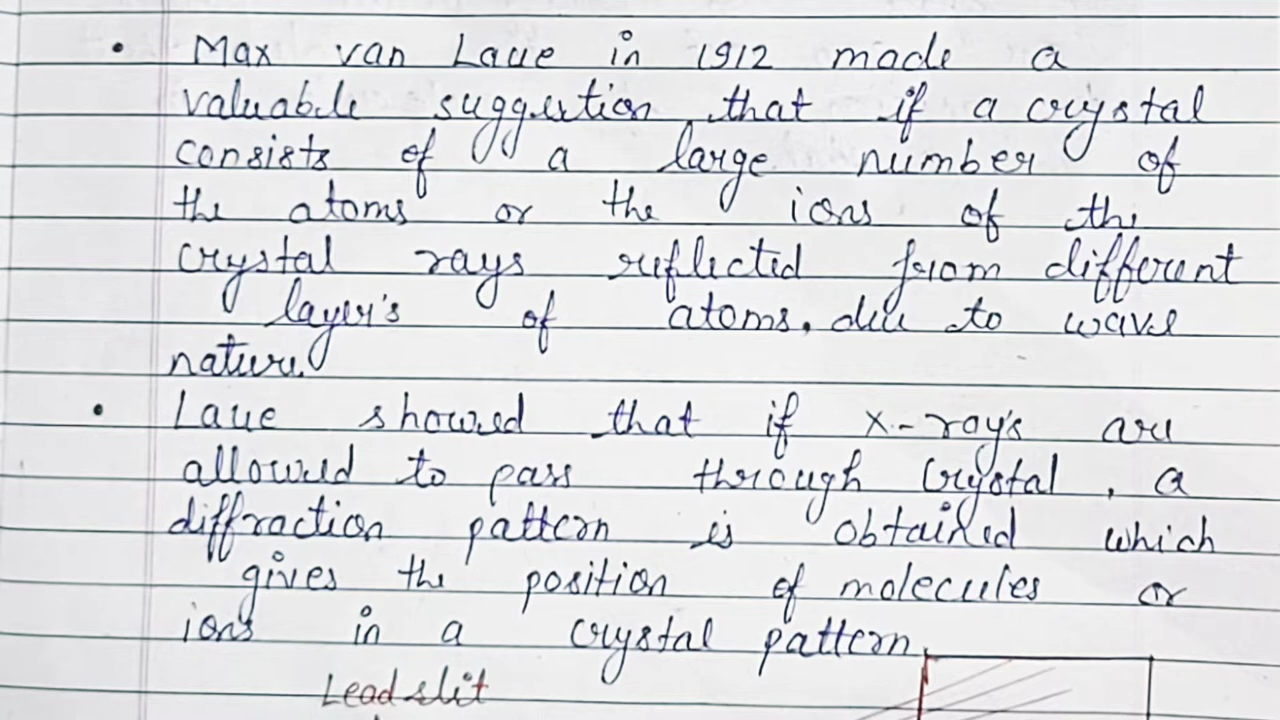 • Max van Laue in 1912 made a
valuable suggestion that if a crystal
consists of a large number of
the atoms or the ions of the
crystal rays reflected from different
layer's of atoms, due to wave
nature.
• Laue showed that if X-ray's are
allowed to pass through Crystal, a
diffraction pattern is obtained which
gives the position of molecules or
ions in a crystal pattern.
Lead slit